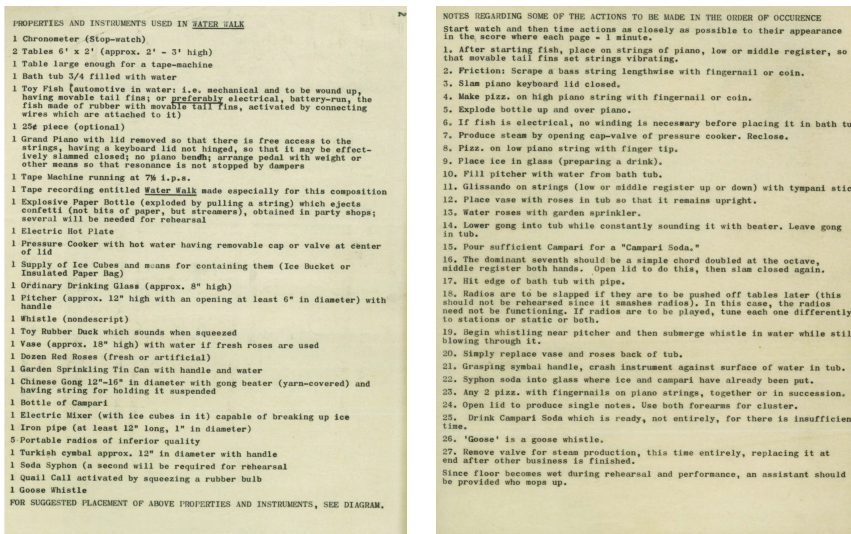 PROPERTIES AND INSTRUMENTS USED IN WATER WALK
1 Chronometer (Stop-watch)
2 Tables 6' x 2' (approx. 2' - 3' high)
1 Table large enough for a tape-machine
1 Bath tub 3/4 filled with water
1 Toy Fish (automotive in water: i.e. mechanical and to be wound up,
having movable tail fins; or preferably electrical, battery-run, the
fish made of rubber with movable tail fins, activated by connecting
wires which are attached to it)
1 25¢ piece (optional)
1 Grand Piano with lid removed so that there is free access to the
strings, having a keyboard lid not hinged, so that it may be effect-
ively slammed closed; no piano bench; arrange pedal with weight or
other means so that resonance is not stopped by dampers
1 Tape Machine running at 7½ i.p.s.
1 Tape recording entitled Water Walk made especially for this composition
1 Explosive Paper Bottle (exploded by pulling a string) which ejects
confetti (not bits of paper, but streamers), obtained in party shops;
several will be needed for rehearsal
1 Electric Hot Plate
1 Pressure Cooker with hot water having removable cap or valve at center
of lid
1 Supply of Ice Cubes and means for containing them (Ice Bucket or
Insulated Paper Bag)
1 Ordinary Drinking Glass (approx. 8" high)
1 Pitcher (approx. 12" high with an opening at least 6" in diameter) with
handle
1 Whistle (nondescript)
1 Toy Rubber Duck which sounds when squeezed
1 Vase (approx. 18" high) with water if fresh roses are used
1 Dozen Red Roses (fresh or artificial)
1 Garden Sprinkling Tin Can with handle and water
1 Chinese Gong 12"-16" in diameter with gong beater (yarn-covered) and
having string for holding it suspended
1 Bottle of Campari
1 Electric Mixer (with ice cubes in it) capable of breaking up ice
1 Iron pipe (at least 12" long, 1" in diameter)
5 Portable radios of inferior quality
1 Turkish cymbal approx. 12" in diameter with handle
1 Seda Syphon (a second will be required for rehearsal
1 Quail Call activated by squeezing a rubber bulb
1 Goose Whistle
FOR SUGGESTED PLACEMENT OF ABOVE PROPERTIES AND INSTRUMENTS, SEE DIAGRAM.
NOTES REGARDING SOME OF THE ACTIONS TO BE MADE IN THE ORDER OF OCCURENCE
Start watch and then time actions as closely as possible to their appearance
in the score where each page = 1 minute.
1. After starting fish, place on strings of piano, low or middle register, so
that movable tail fins set strings vibrating.
2. Friction: Scrape a bass string lengthwise with fingernail or coin.
3. Slam piano keyboard lid closed.
4. Make pizz. on high piano string with fingernail or coin.
5. Explode bottle up and over piano.
6. If fish is electrical, no winding is necessary before placing it in bath tu
7. Produce steam by opening cap-valve of pressure cooker. Reclose.
8. Pizz. on low piano string with finger tip.
9. Place ice in glass (preparing a drink).
10. Fill pitcher with water from bath tub.
11. Glissando on strings (low or middle register up or down) with tympani stic
12. Place vase with roses in tub so that it remains upright.
13. Water roses with garden sprinkler.
14. Lower gong into tub while constantly sounding it with beater. Leave gong
in tub.
15. Pour sufficient Campari for a "Campari Soda."
16. The dominant seventh should be a simple chord doubled at the octave,
middle register both hands. Open lid to do this, then slam closed again.
17. Hit edge of bath tub with pipe.
18. Radios are to be slapped if they are to be pushed off tables later (this
should not be rehearsed since it smashes radios). In this case, the radios
need not be functioning. If radios are to be played, tune each one differently
to stations or static or both.
19. Begin whistling near pitcher and then submerge whistle in water while stil
blowing through it.
20. Simply replace vase and roses back of tub.
21. Grasping symbal handle, crash instrument against surface of water in tub.
22. Syphon soda into glass where ice and campari have already been put.
23. Any 2 pizz. with fingernails on piano strings, together or in succession.
24. Open lid to produce single notes. Use both forearms for cluster.
25. Drink Campari Soda which is ready, not entirely, for there is insufficien
time.
26. 'Goose' is a goose whistle.
27. Remove valve for steam production, this time entirely, replacing it at
end after other business is finished.
Since floor becomes wet during rehearsal and performance, an assistant should
be provided who mops up.